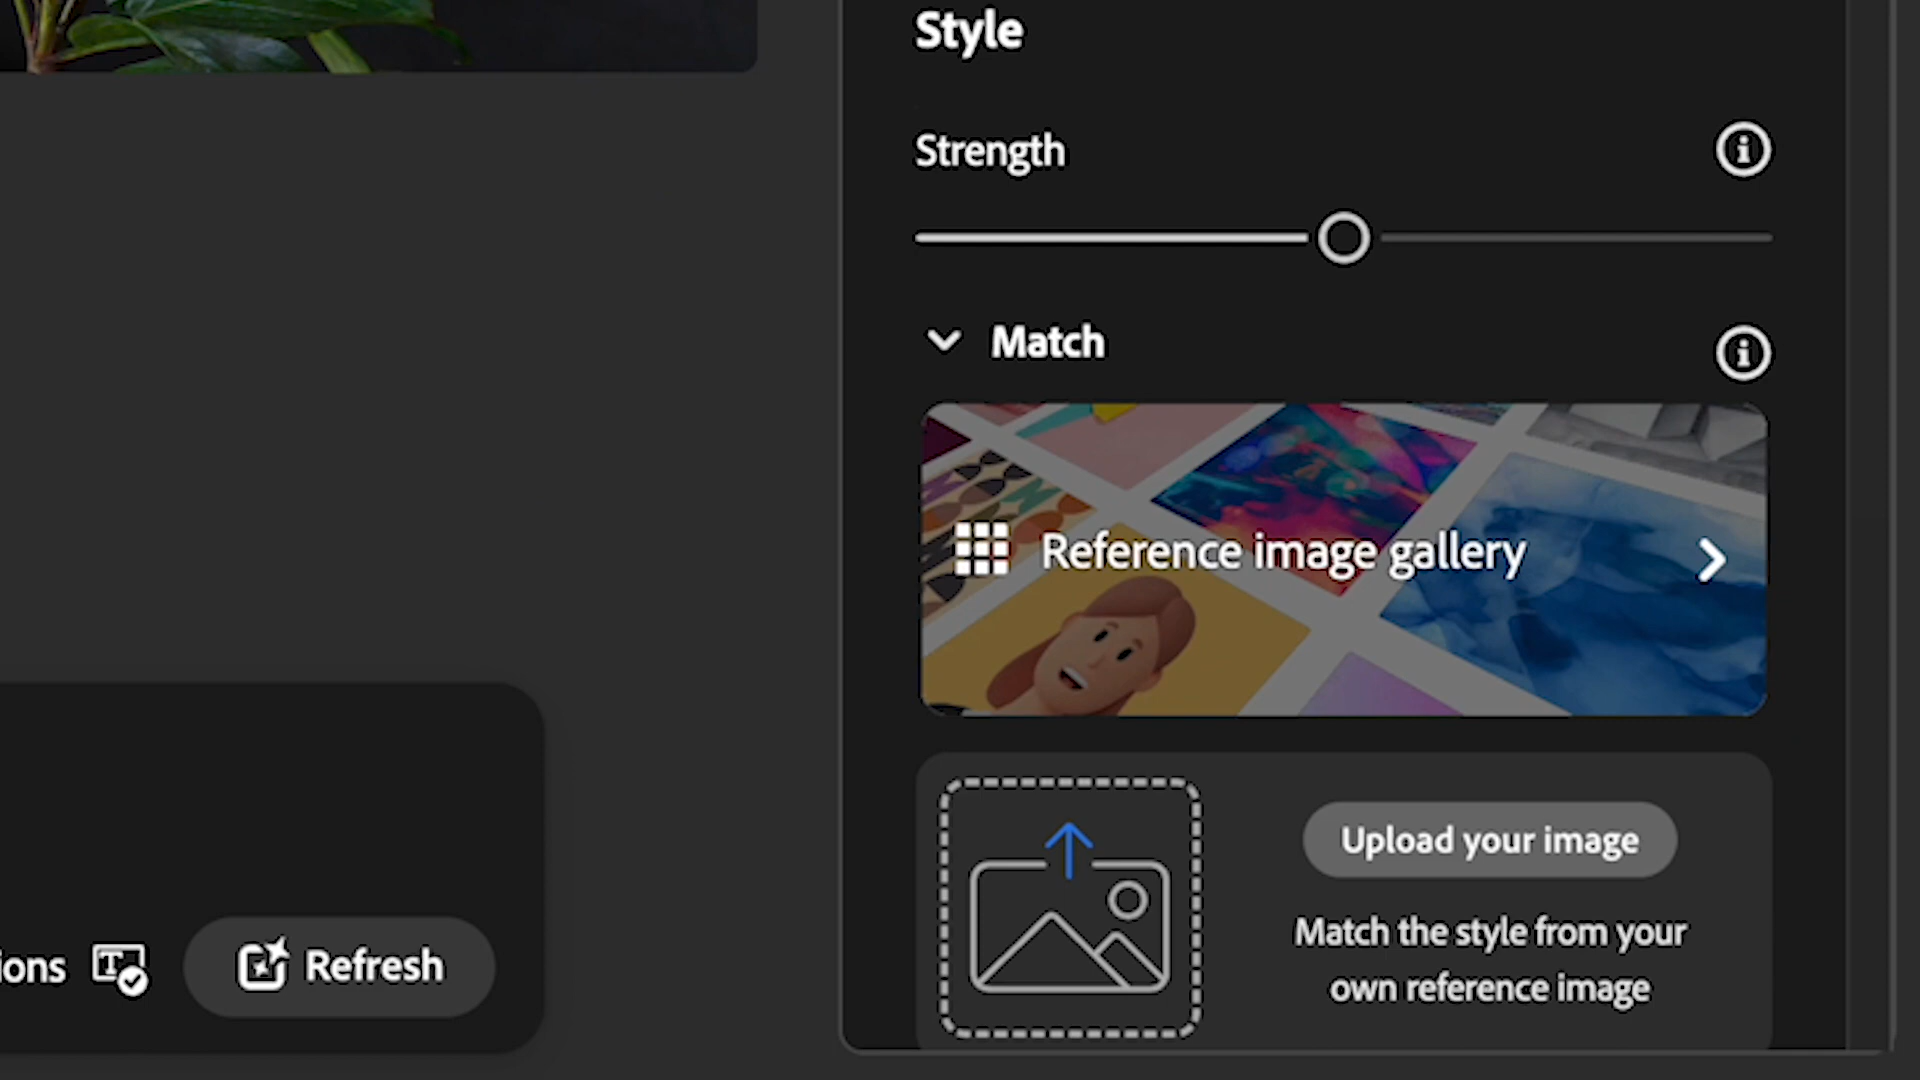 Style
Strength
Match
Reference image gallery
Upload your image
Match the style from your
own reference image
ions
Refresh